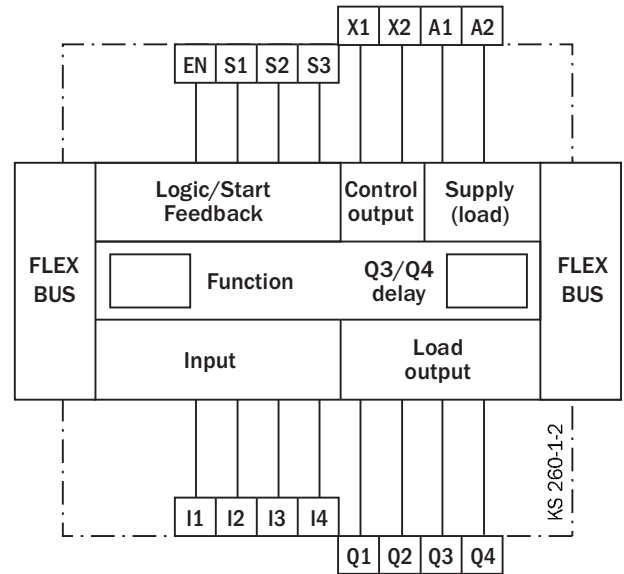 X1 X2 A1 A2
EN S1 S2 S3
Logic/Start
Feedback
Control
output
Supply
(load)
FLEX
BUS
Function
Q3/Q4
delay
FLEX
BUS
Input
Load
output
KS 260-1-2
I1 I2 I3 I4
Q1 Q2 Q3 Q4